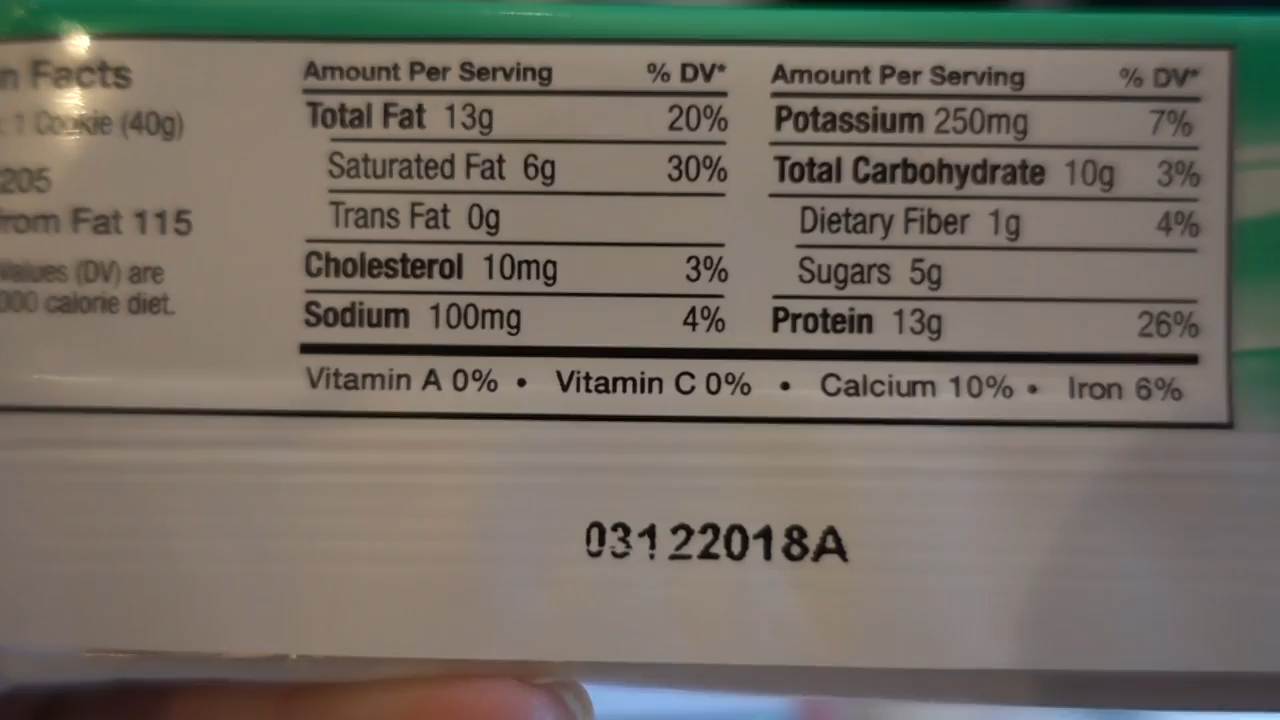 n Facts
1 Cookie (40g)
205
rom Fat 115
Values (DV) are
000 calorie diet.
Amount Per Serving % DV*
Total Fat 13g 20%
Saturated Fat 6g 30%
Trans Fat 0g
Cholesterol 10mg 3%
Sodium 100mg 4%
Amount Per Serving % DV*
Potassium 250mg 7%
Total Carbohydrate 10g 3%
Dietary Fiber 1g 4%
Sugars 5g
Protein 13g 26%
Vitamin A 0% • Vitamin C 0% • Calcium 10% • Iron 6%
03122018A